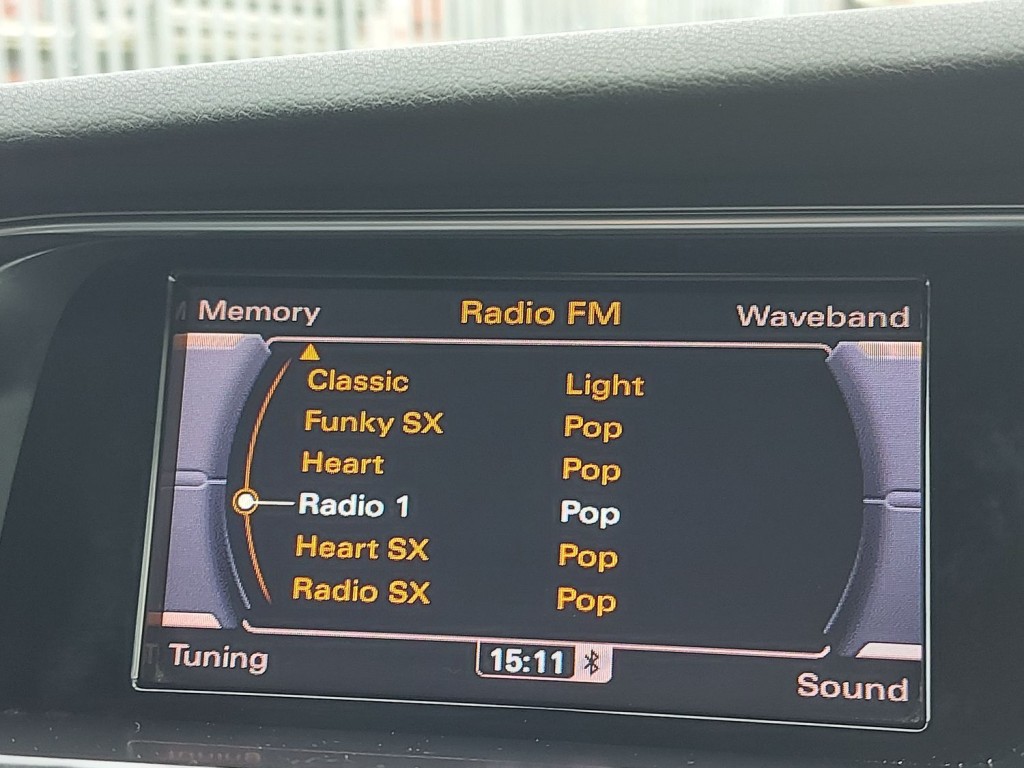 Memory Radio FM Waveband
Classic Light
Funky SX Pop
Heart Pop
Radio 1 Pop
Heart SX Pop
Radio SX Pop
Tuning 15:11 Sound